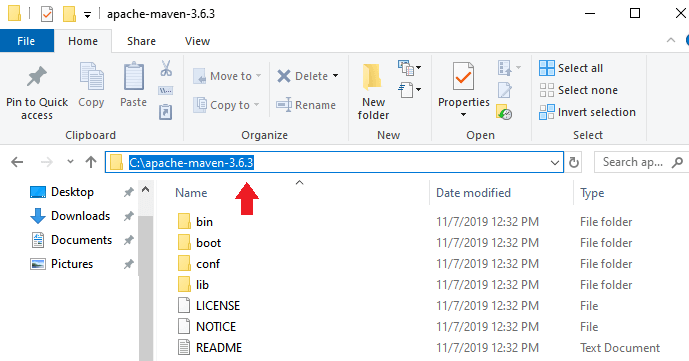 apache-maven-3.6.3
File Home Share View
Pin to Quick access
Copy
Paste
Clipboard
Move to
Copy to
Delete
Rename
Organize
New folder
New
Properties
Open
Select all
Select none
Invert selection
Select
C:\apache-maven-3.6.3
Search ap...
Desktop
Downloads
Documents
Pictures
Name Date modified Type
bin 11/7/2019 12:32 PM File folder
boot 11/7/2019 12:32 PM File folder
conf 11/7/2019 12:32 PM File folder
lib 11/7/2019 12:32 PM File folder
LICENSE 11/7/2019 12:32 PM File
NOTICE 11/7/2019 12:32 PM File
README 11/7/2019 12:32 PM Text Document